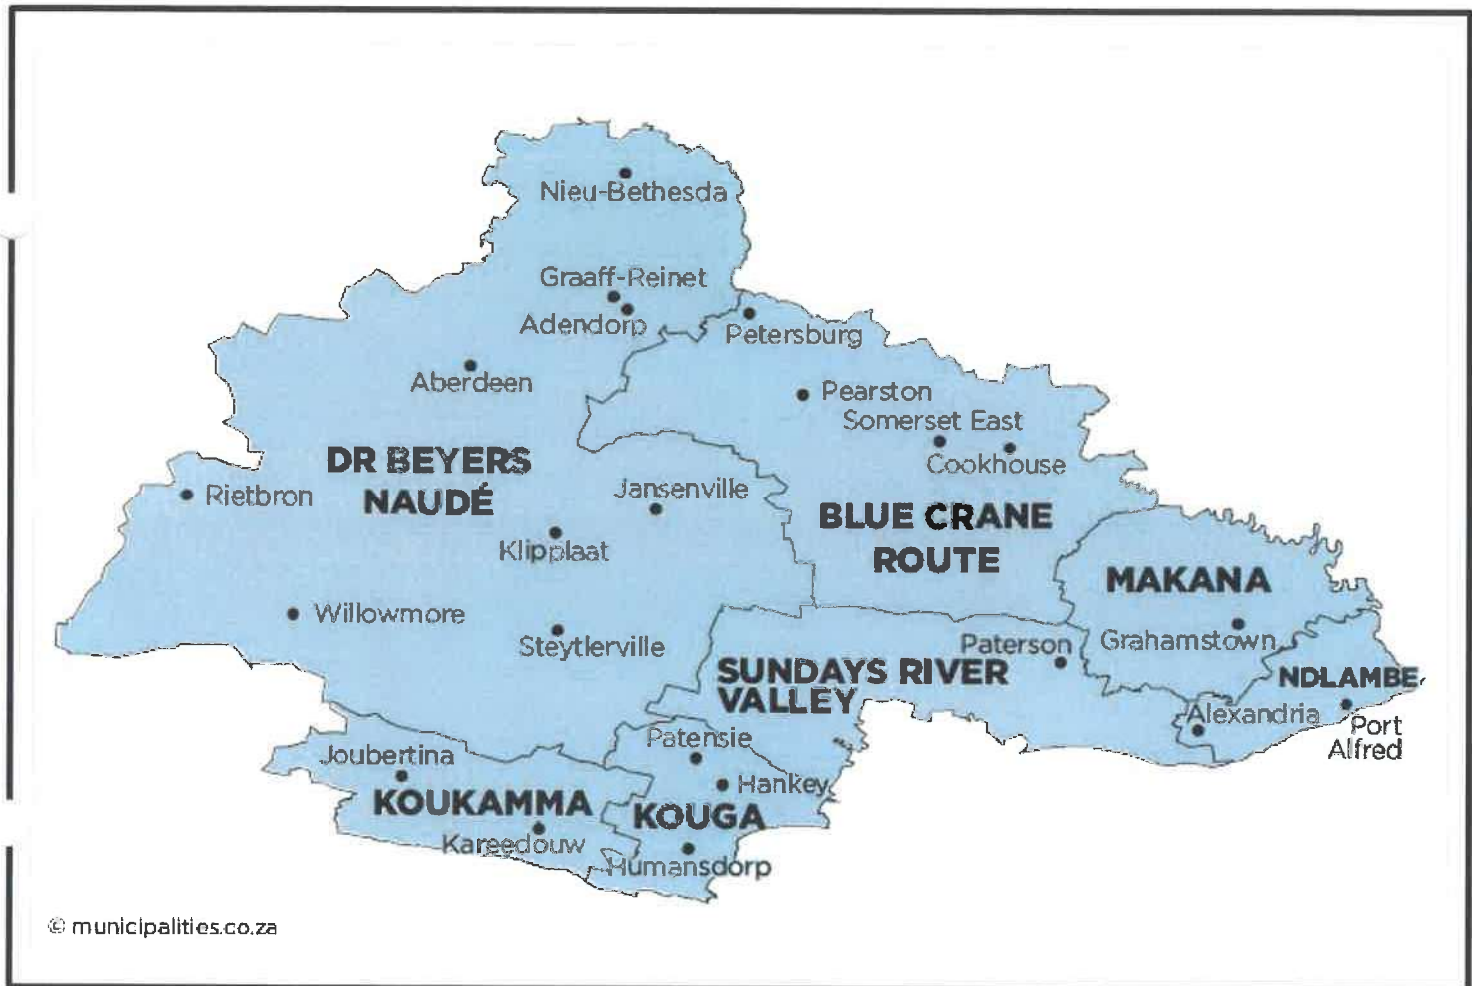 Nieu-Bethesda
Graaff-Reinet
Adendorp
Petersburg
Aberdeen
Pearston
Somerset East
Cookhouse
DR BEYERS
NAUDÉ
Rietbron
Jansenville
BLUE CRANE
ROUTE
Klipplaat
MAKANA
Willowmore
Steytlerville
Grahamstown
Paterson
SUNDAYS RIVER
VALLEY
NDLAMBE
Alexandria
Port
Alfred
Patensie
Joubertina
Hankey
KOUKAMMA
KOUGA
Kareedouw
Humansdorp
© municipalities.co.za